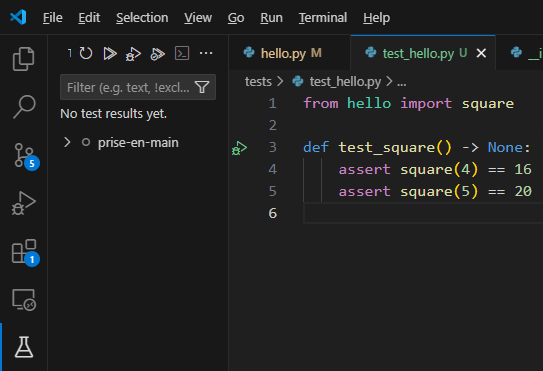 File Edit Selection View Go Run Terminal Help
hello.py M test_hello.py U
Filter (e.g. text, !excl
tests > test_hello.py > ...
No test results yet.
prise-en-main
1 from hello import square
2
3 def test_square() -> None:
4 assert square(4) == 16
5 assert square(5) == 20
6
5
1